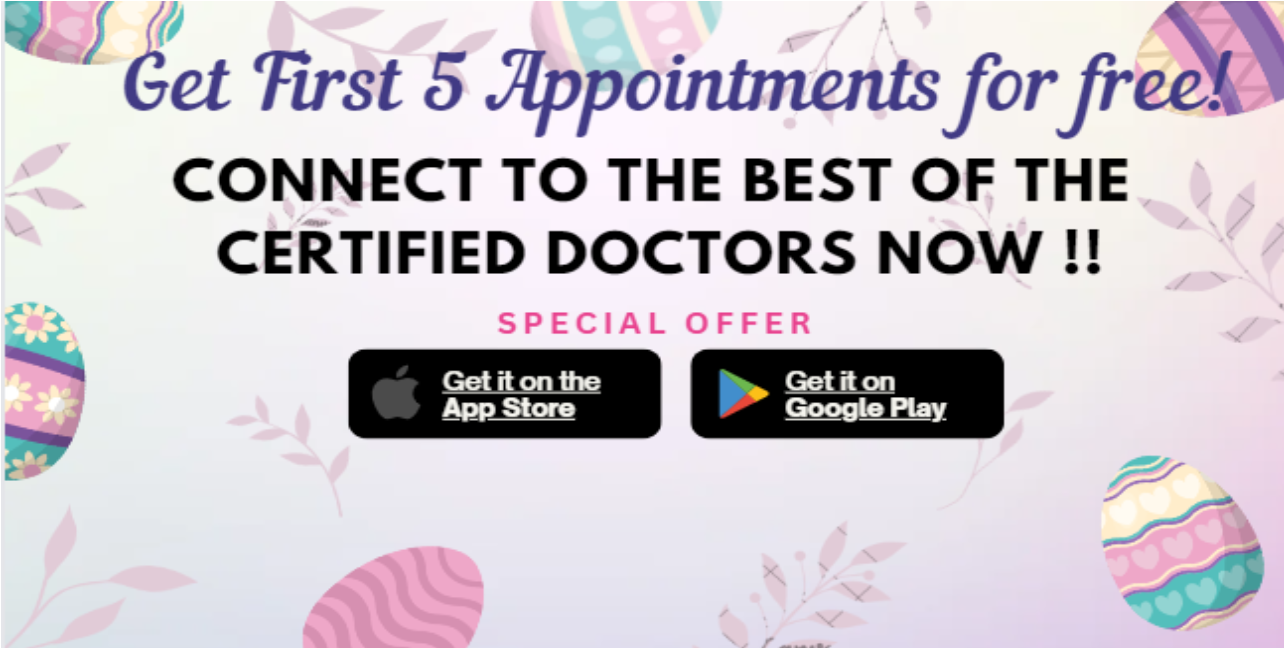 Get First 5 Appointments for free!
CONNECT TO THE BEST OF THE
CERTIFIED DOCTORS NOW !!
SPECIAL OFFER
Get it on the
App Store
Get it on
Google Play